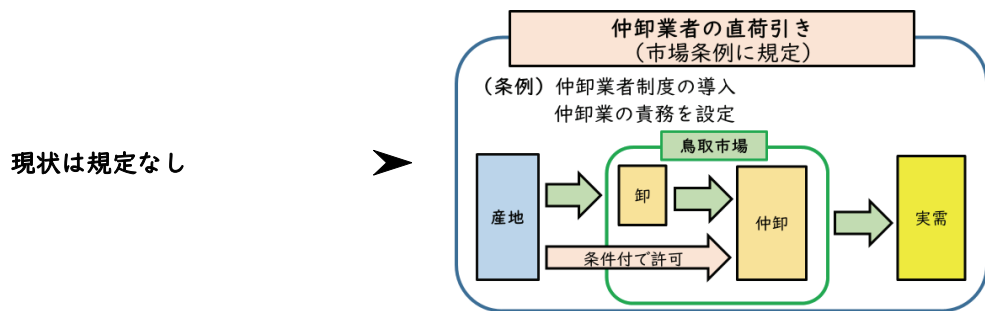 仲卸業者の直荷引き
（市場条例に規定）
（条例）仲卸業者制度の導入
仲卸業の責務を設定
現状は規定なし
鳥取市場
産地
卸
仲卸
実需
条件付で許可